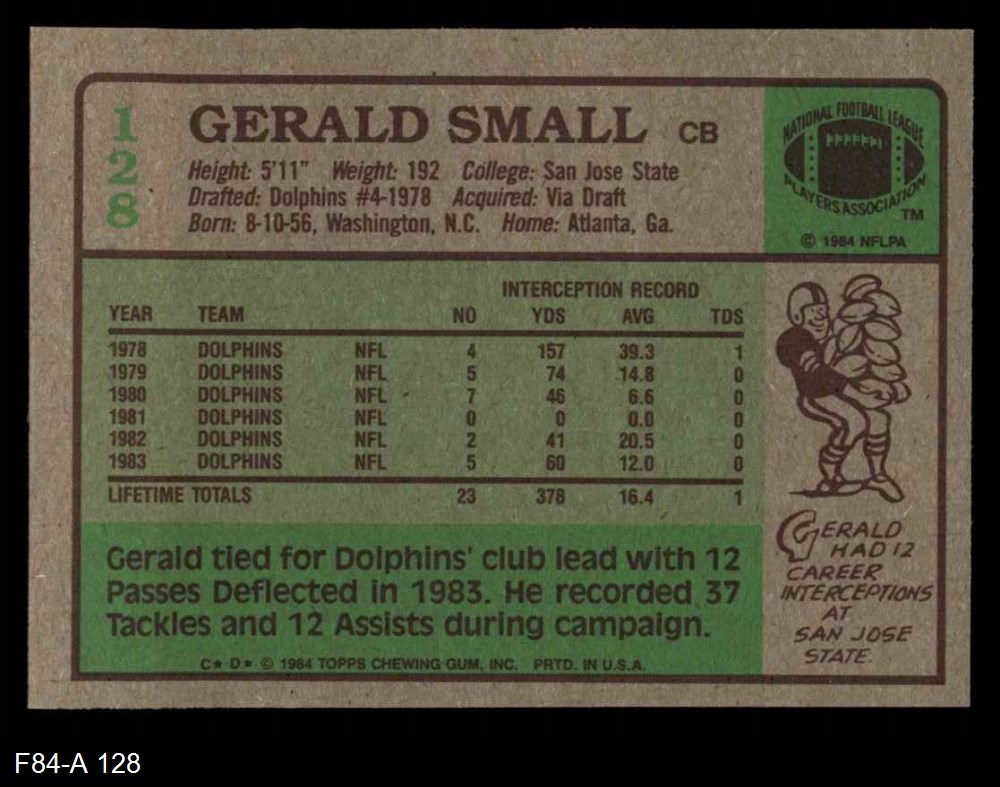 128
GERALD SMALL CB
Height: 5'11" Weight: 192 College: San Jose State
Drafted: Dolphins #4-1978 Acquired: Via Draft
Born: 8-10-56, Washington, N.C. Home: Atlanta, Ga.
NATIONAL FOOTBALL LEAGUE
PLAYERS ASSOCIATION
TM
© 1984 NFLPA
INTERCEPTION RECORD
YEAR TEAM NO YDS AVG TDS
1978 DOLPHINS NFL 4 157 39.3 1
1979 DOLPHINS NFL 5 74 14.8 0
1980 DOLPHINS NFL 7 46 6.6 0
1981 DOLPHINS NFL 0 0 0.0 0
1982 DOLPHINS NFL 2 41 20.5 0
1983 DOLPHINS NFL 5 60 12.0 0
LIFETIME TOTALS 23 378 16.4 1
Gerald tied for Dolphins' club lead with 12
Passes Deflected in 1983. He recorded 37
Tackles and 12 Assists during campaign.
C★ D★ © 1984 TOPPS CHEWING GUM, INC. PRTD. IN U.S.A.
GERALD
HAD 12
CAREER
INTERCEPTIONS
AT
SAN JOSE
STATE.
F84-A 128